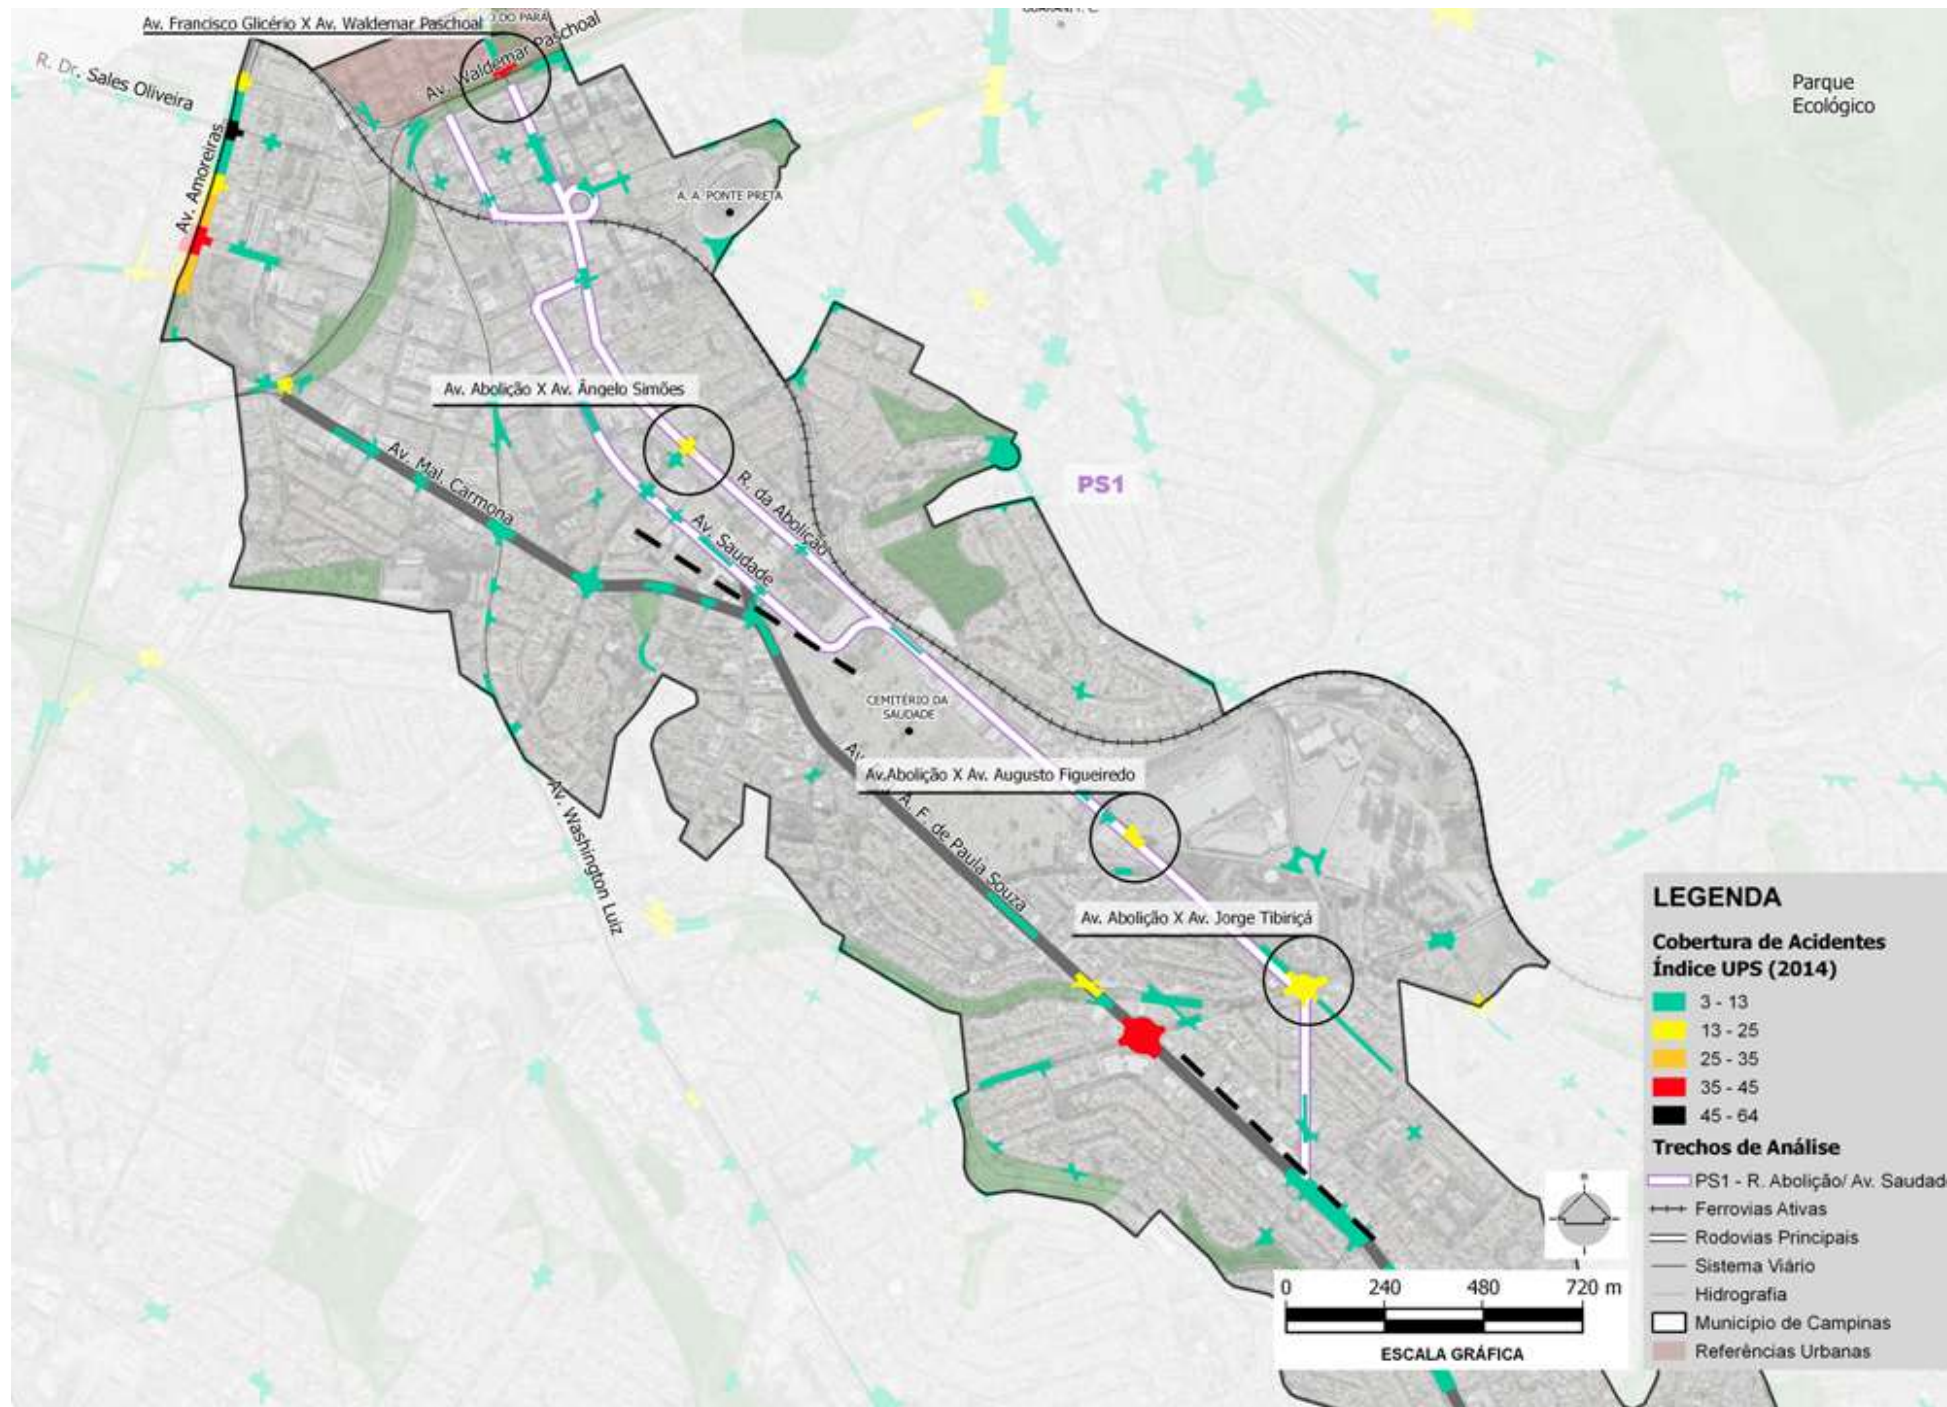 Av. Francisco Glicério X Av. Waldemar Paschoal
DO PARÁ
Av. Waldemar Paschoal
R. Dr. Sales Oliveira
Av. Amoreiras
Parque
Ecológico
A. A. PONTE PRETA
Av. Abolição X Av. Ângelo Simões
Av. Mal. Carmona
R. da Abolição
PS1
Av. Saudade
CEMITÉRIO DA
SAUDADE
Av.
Av.Abolição X Av. Augusto Figueiredo
A. F. de Paula Souza
Av. Washington Luiz
Av. Abolição X Av. Jorge Tibiriçá
LEGENDA
Cobertura de Acidentes
Índice UPS (2014)
3 - 13
13 - 25
25 - 35
35 - 45
45 - 64
Trechos de Análise
PS1 - R. Abolição/ Av. Saudad
Ferrovias Ativas
Rodovias Principais
Sistema Viário
Hidrografia
Município de Campinas
Referências Urbanas
0 240 480 720 m
ESCALA GRÁFICA